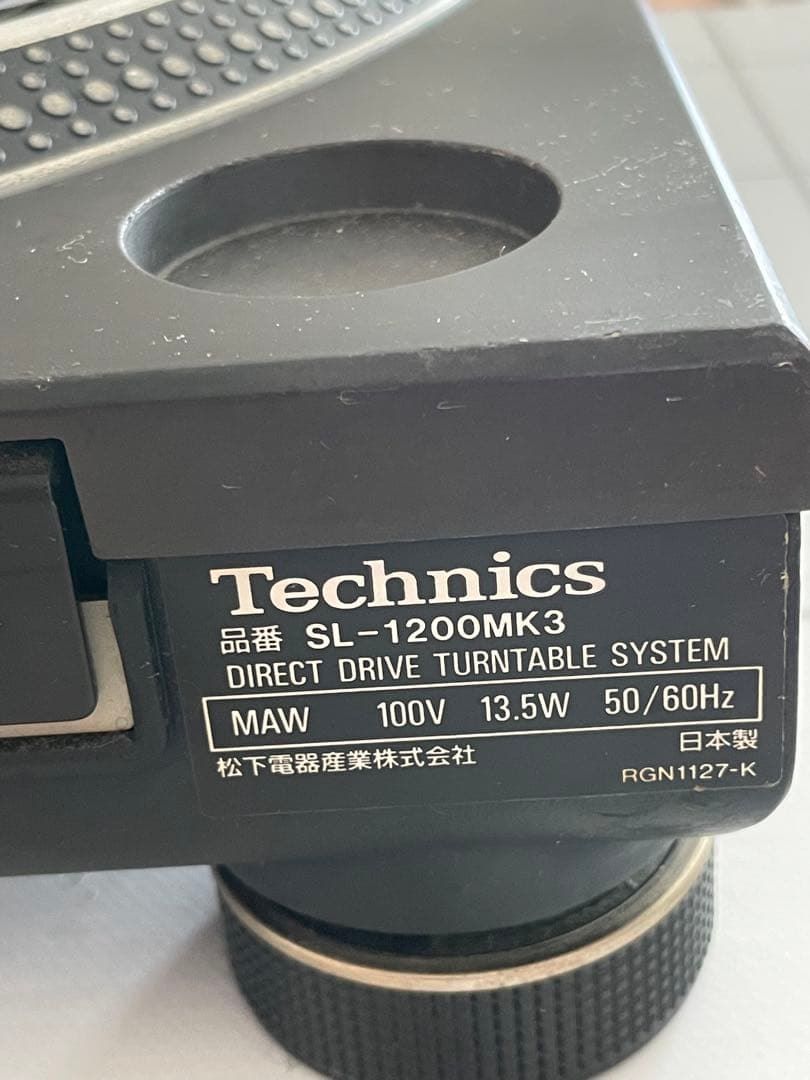 Technics
品番 SL-1200MK3
DIRECT DRIVE TURNTABLE SYSTEM
MAW 100V 13.5W 50/60Hz
松下電器産業株式会社 日本製
RGN1127-K